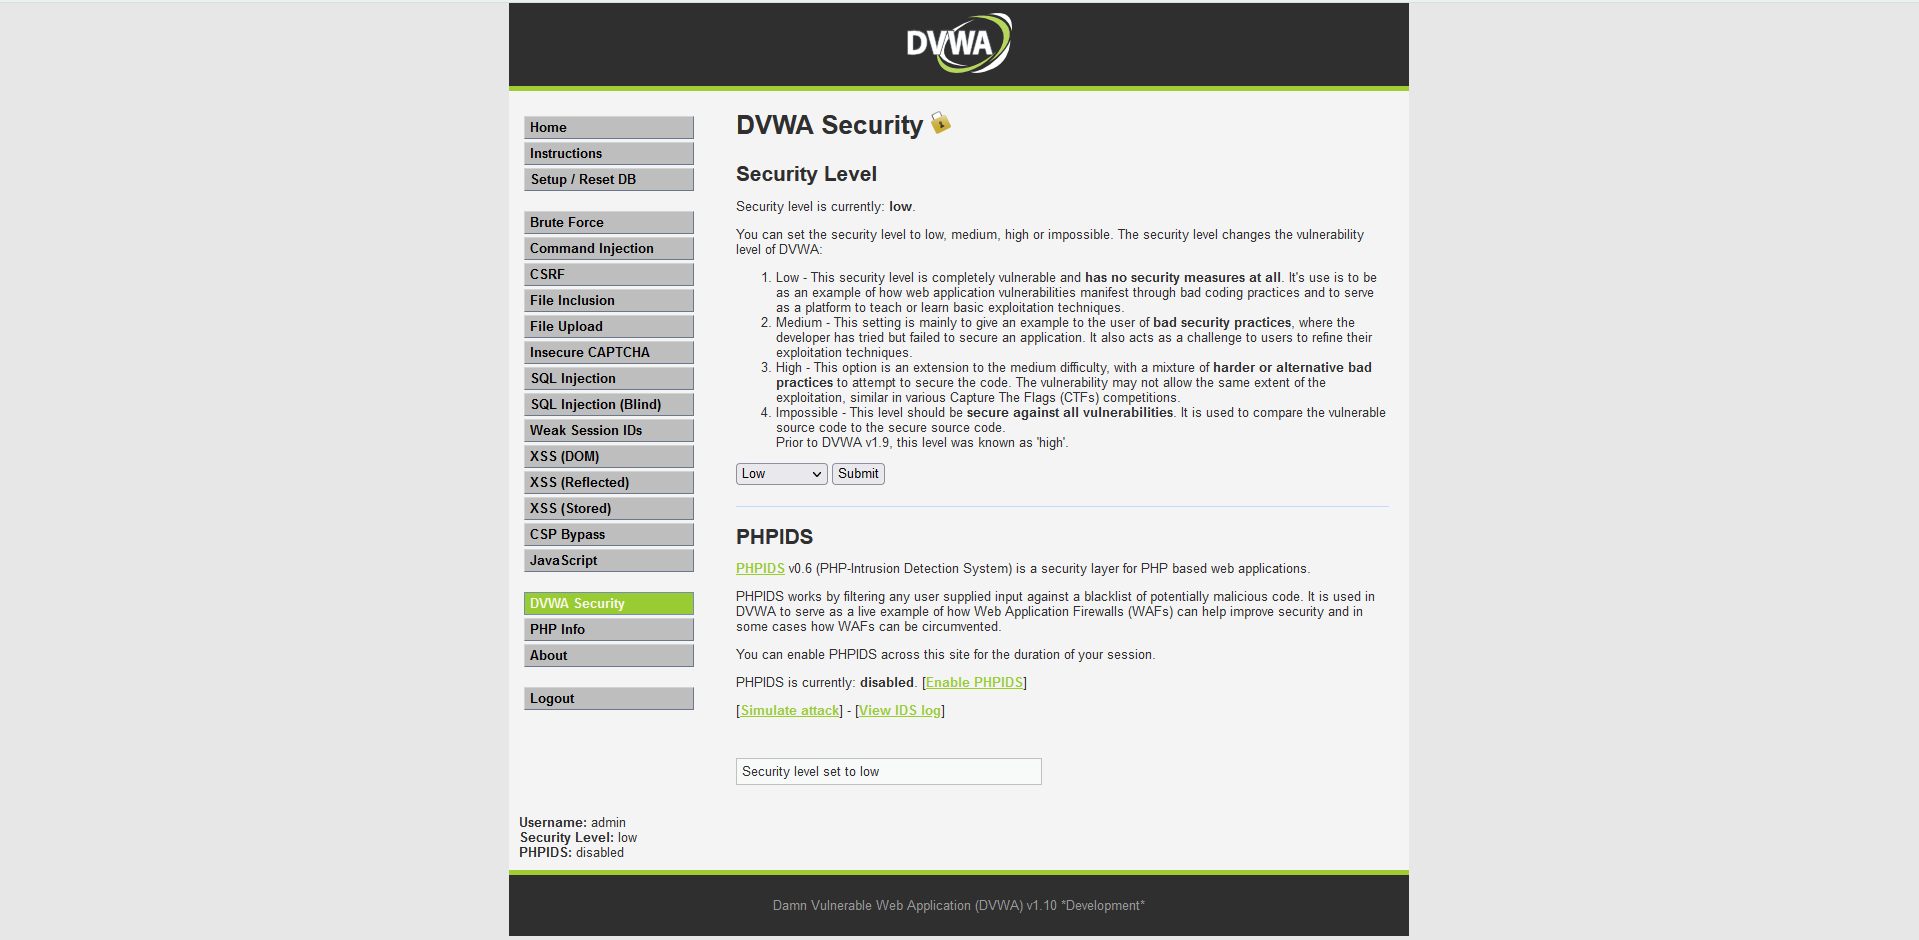 DVWA
Home
Instructions
Setup / Reset DB
Brute Force
Command Injection
CSRF
File Inclusion
File Upload
Insecure CAPTCHA
SQL Injection
SQL Injection (Blind)
Weak Session IDs
XSS (DOM)
XSS (Reflected)
XSS (Stored)
CSP Bypass
JavaScript
DVWA Security
PHP Info
About
Logout
DVWA Security
Security Level
Security level is currently: low.
You can set the security level to low, medium, high or impossible. The security level changes the vulnerability
level of DVWA:
1. Low - This security level is completely vulnerable and has no security measures at all. It's use is to be
as an example of how web application vulnerabilities manifest through bad coding practices and to serve
as a platform to teach or learn basic exploitation techniques.
2. Medium - This setting is mainly to give an example to the user of bad security practices, where the
developer has tried but failed to secure an application. It also acts as a challenge to users to refine their
exploitation techniques.
3. High - This option is an extension to the medium difficulty, with a mixture of harder or alternative bad
practices to attempt to secure the code. The vulnerability may not allow the same extent of the
exploitation, similar in various Capture The Flags (CTFs) competitions.
4. Impossible - This level should be secure against all vulnerabilities. It is used to compare the vulnerable
source code to the secure source code.
Prior to DVWA v1.9, this level was known as 'high'.
Low Submit
PHPIDS
PHPIDS v0.6 (PHP-Intrusion Detection System) is a security layer for PHP based web applications.
PHPIDS works by filtering any user supplied input against a blacklist of potentially malicious code. It is used in
DVWA to serve as a live example of how Web Application Firewalls (WAFs) can help improve security and in
some cases how WAFs can be circumvented.
You can enable PHPIDS across this site for the duration of your session.
PHPIDS is currently: disabled. [Enable PHPIDS]
[Simulate attack] - [View IDS log]
Security level set to low
Username: admin
Security Level: low
PHPIDS: disabled
Damn Vulnerable Web Application (DVWA) v1.10 *Development*